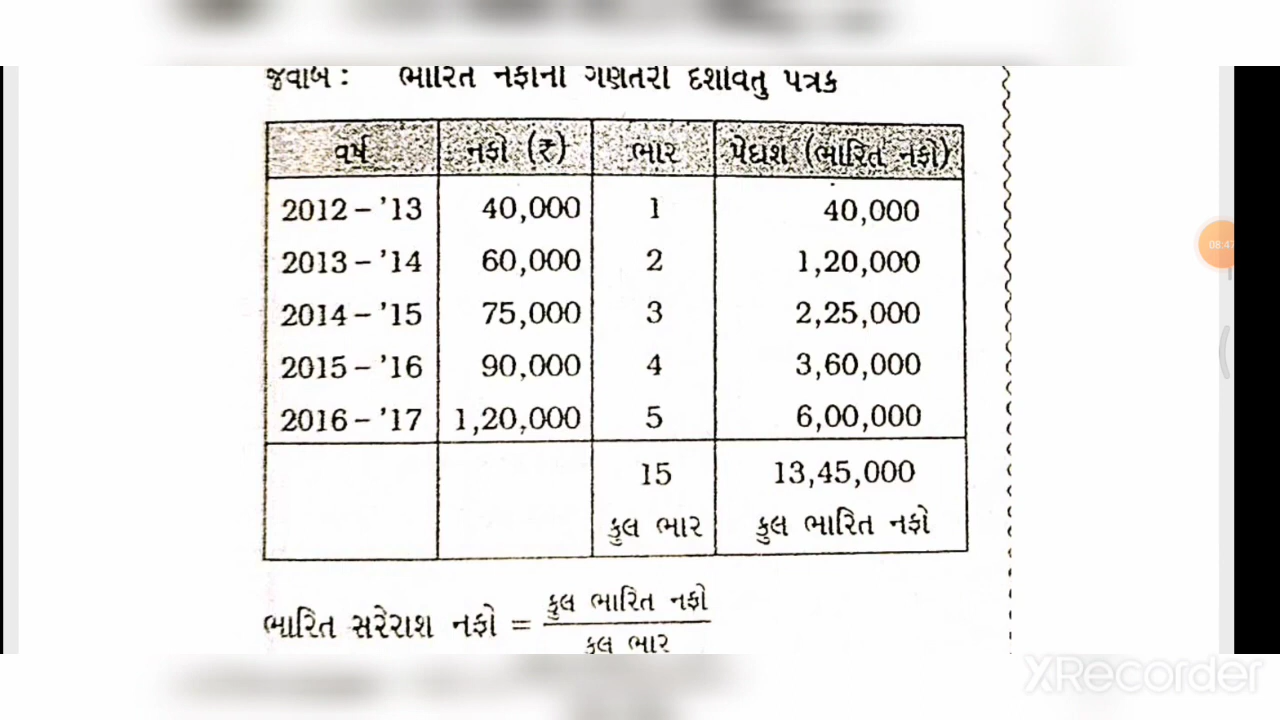 જવાબ : ભારિત નફાની ગણતરી દર્શાવતુ પત્રક
વર્ષ નફો (₹) ભાર પેદાશ (ભારિત નફો)
2012 – '13 40,000 1 40,000
2013 – '14 60,000 2 1,20,000
2014 – '15 75,000 3 2,25,000
2015 – '16 90,000 4 3,60,000
2016 – '17 1,20,000 5 6,00,000
15 13,45,000
કુલ ભાર કુલ ભારિત નફો
ભારિત સરેરાશ નફો = કુલ ભારિત નફો
કુલ ભાર
08:47
XRecorder